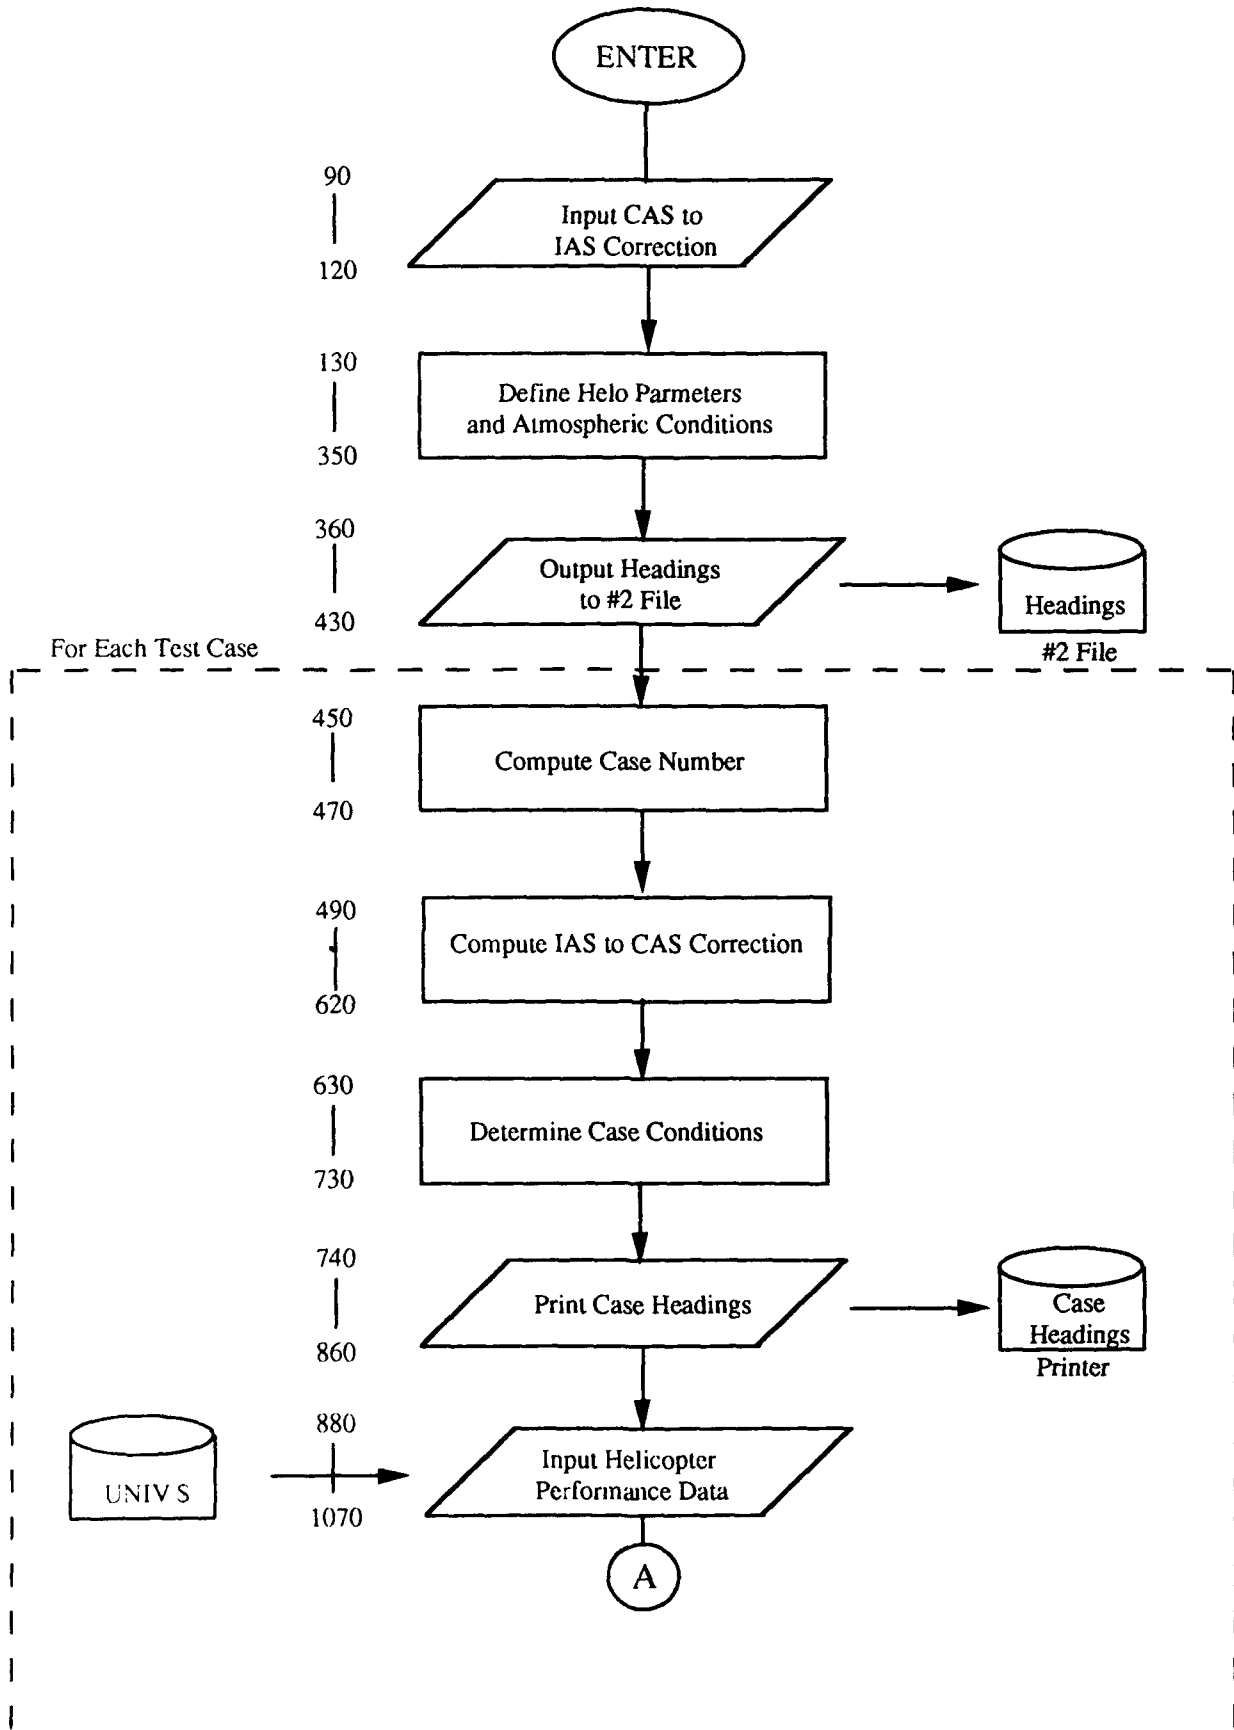 ENTER
90
Input CAS to
IAS Correction
120
130
Define Helo Parmeters
and Atmospheric Conditions
350
360
Output Headings
to #2 File
430
Headings
#2 File
For Each Test Case
450
Compute Case Number
470
490
Compute IAS to CAS Correction
620
630
Determine Case Conditions
730
740
Print Case Headings
860
Case
Headings
Printer
880
Input Helicopter
Performance Data
1070
UNIV $
A